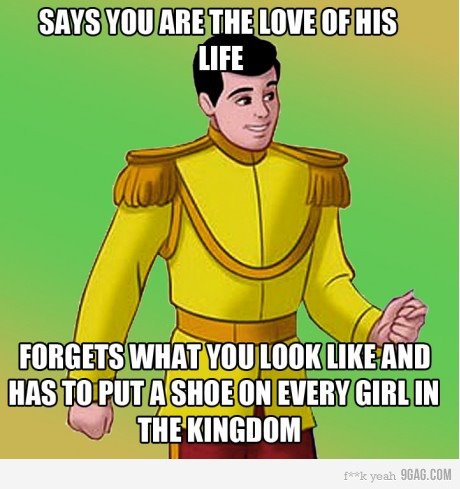 SAYS YOU ARE THE LOVE OF HIS
LIFE
FORGETS WHAT YOU LOOK LIKE AND
HAS TO PUT A SHOE ON EVERY GIRL IN
THE KINGDOM
f**k yeah 9GAG.COM